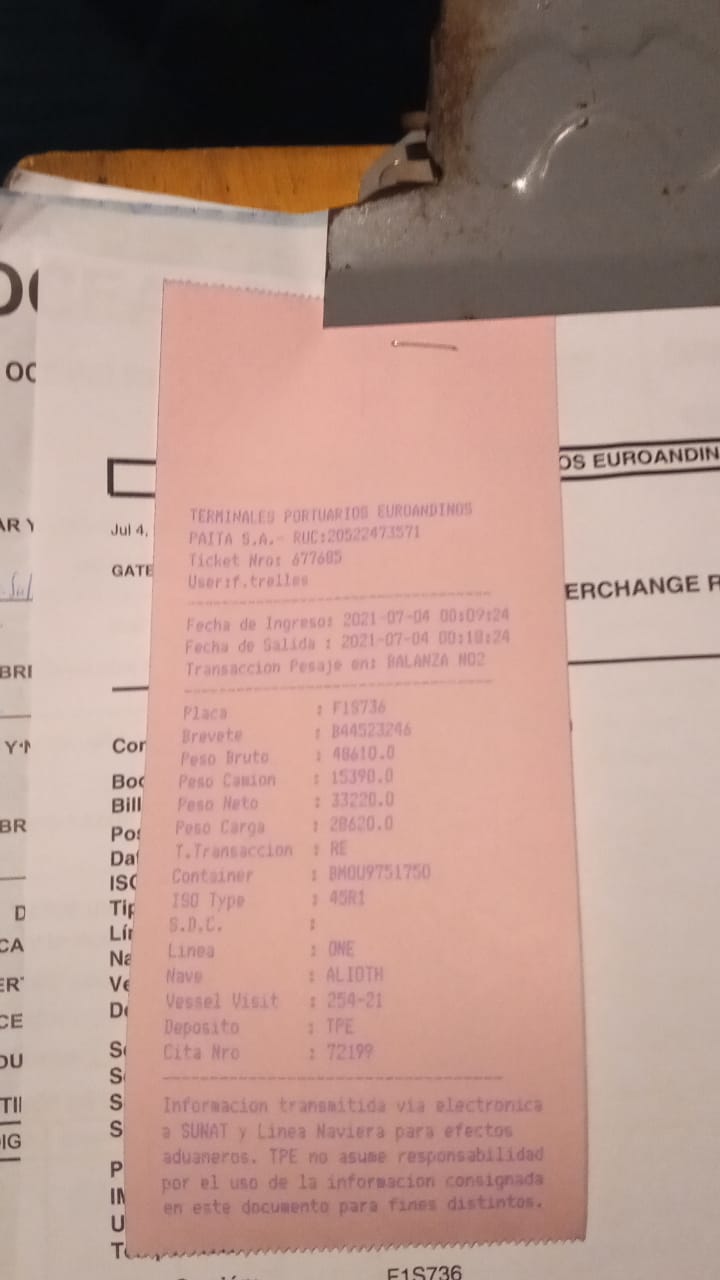 TERMINALES PORTUARIOS EUROANDINOS
PAITA S.A.- RUC:20522473571
Ticket Nro: 677685
User:f.trelles
Fecha de Ingreso: 2021-07-04 00:09:24
Fecha de Salida : 2021-07-04 00:18:24
Transaccion Pesaje en: BALANZA NO2
Placa : F1S736
Brevete : B44523246
Peso Bruto : 48610.0
Peso Camion : 15390.0
Peso Neto : 33220.0
Peso Carga : 28620.0
T.Transaccion : RE
Container : BMOU9751750
ISO Type : 45R1
S.D.C. :
Linea : ONE
Nave : ALIOTH
Vessel Visit : 254-21
Deposito : TPE
Cita Nro : 72199
Informacion transmitida via electronica
a SUNAT y Linea Naviera para efectos
aduaneros. TPE no asume responsabilidad
por el uso de la informacion consignada
en este documento para fines distintos.
OS EUROANDIN
Jul 4,
GATE
ERCHANGE R
F1S736